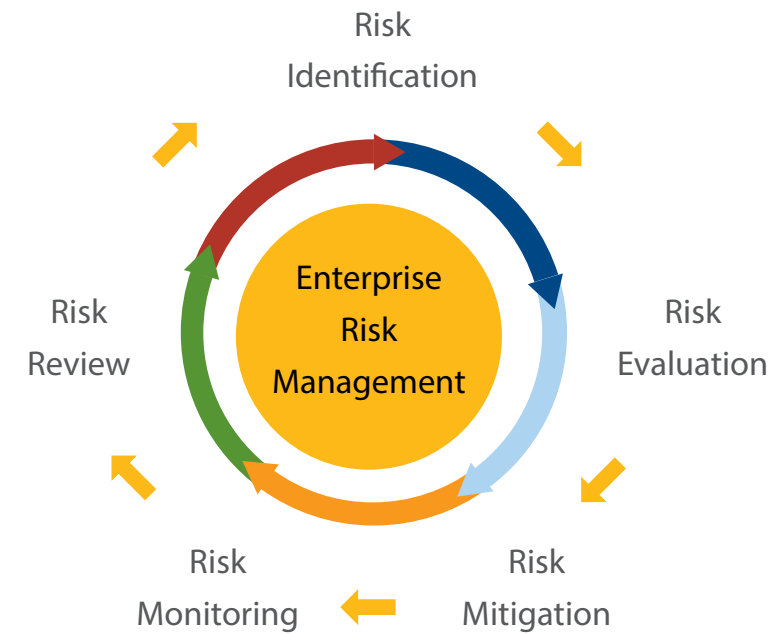 Risk
Identification
Enterprise
Risk
Management
Risk
Evaluation
Risk
Mitigation
Risk
Monitoring
Risk
Review